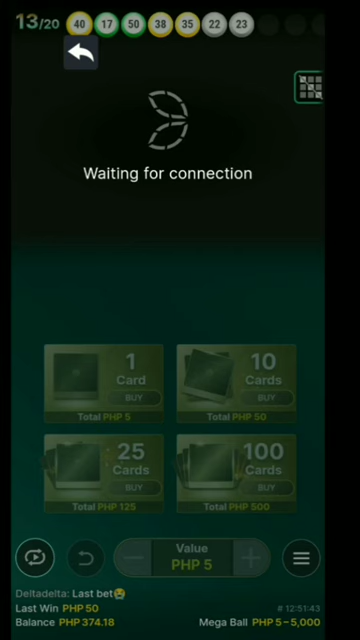 13/20 40 17 50 38 35 22 23
Waiting for connection
1
Card
BUY
Total PHP 5
10
Cards
BUY
Total PHP 50
25
Cards
BUY
Total PHP 125
100
Cards
BUY
Total PHP 500
Value
PHP 5
Deltadelta: Last bet😭
Last Win PHP 50
# 12:51:43
Balance PHP 374.18
Mega Ball PHP 5–5,000